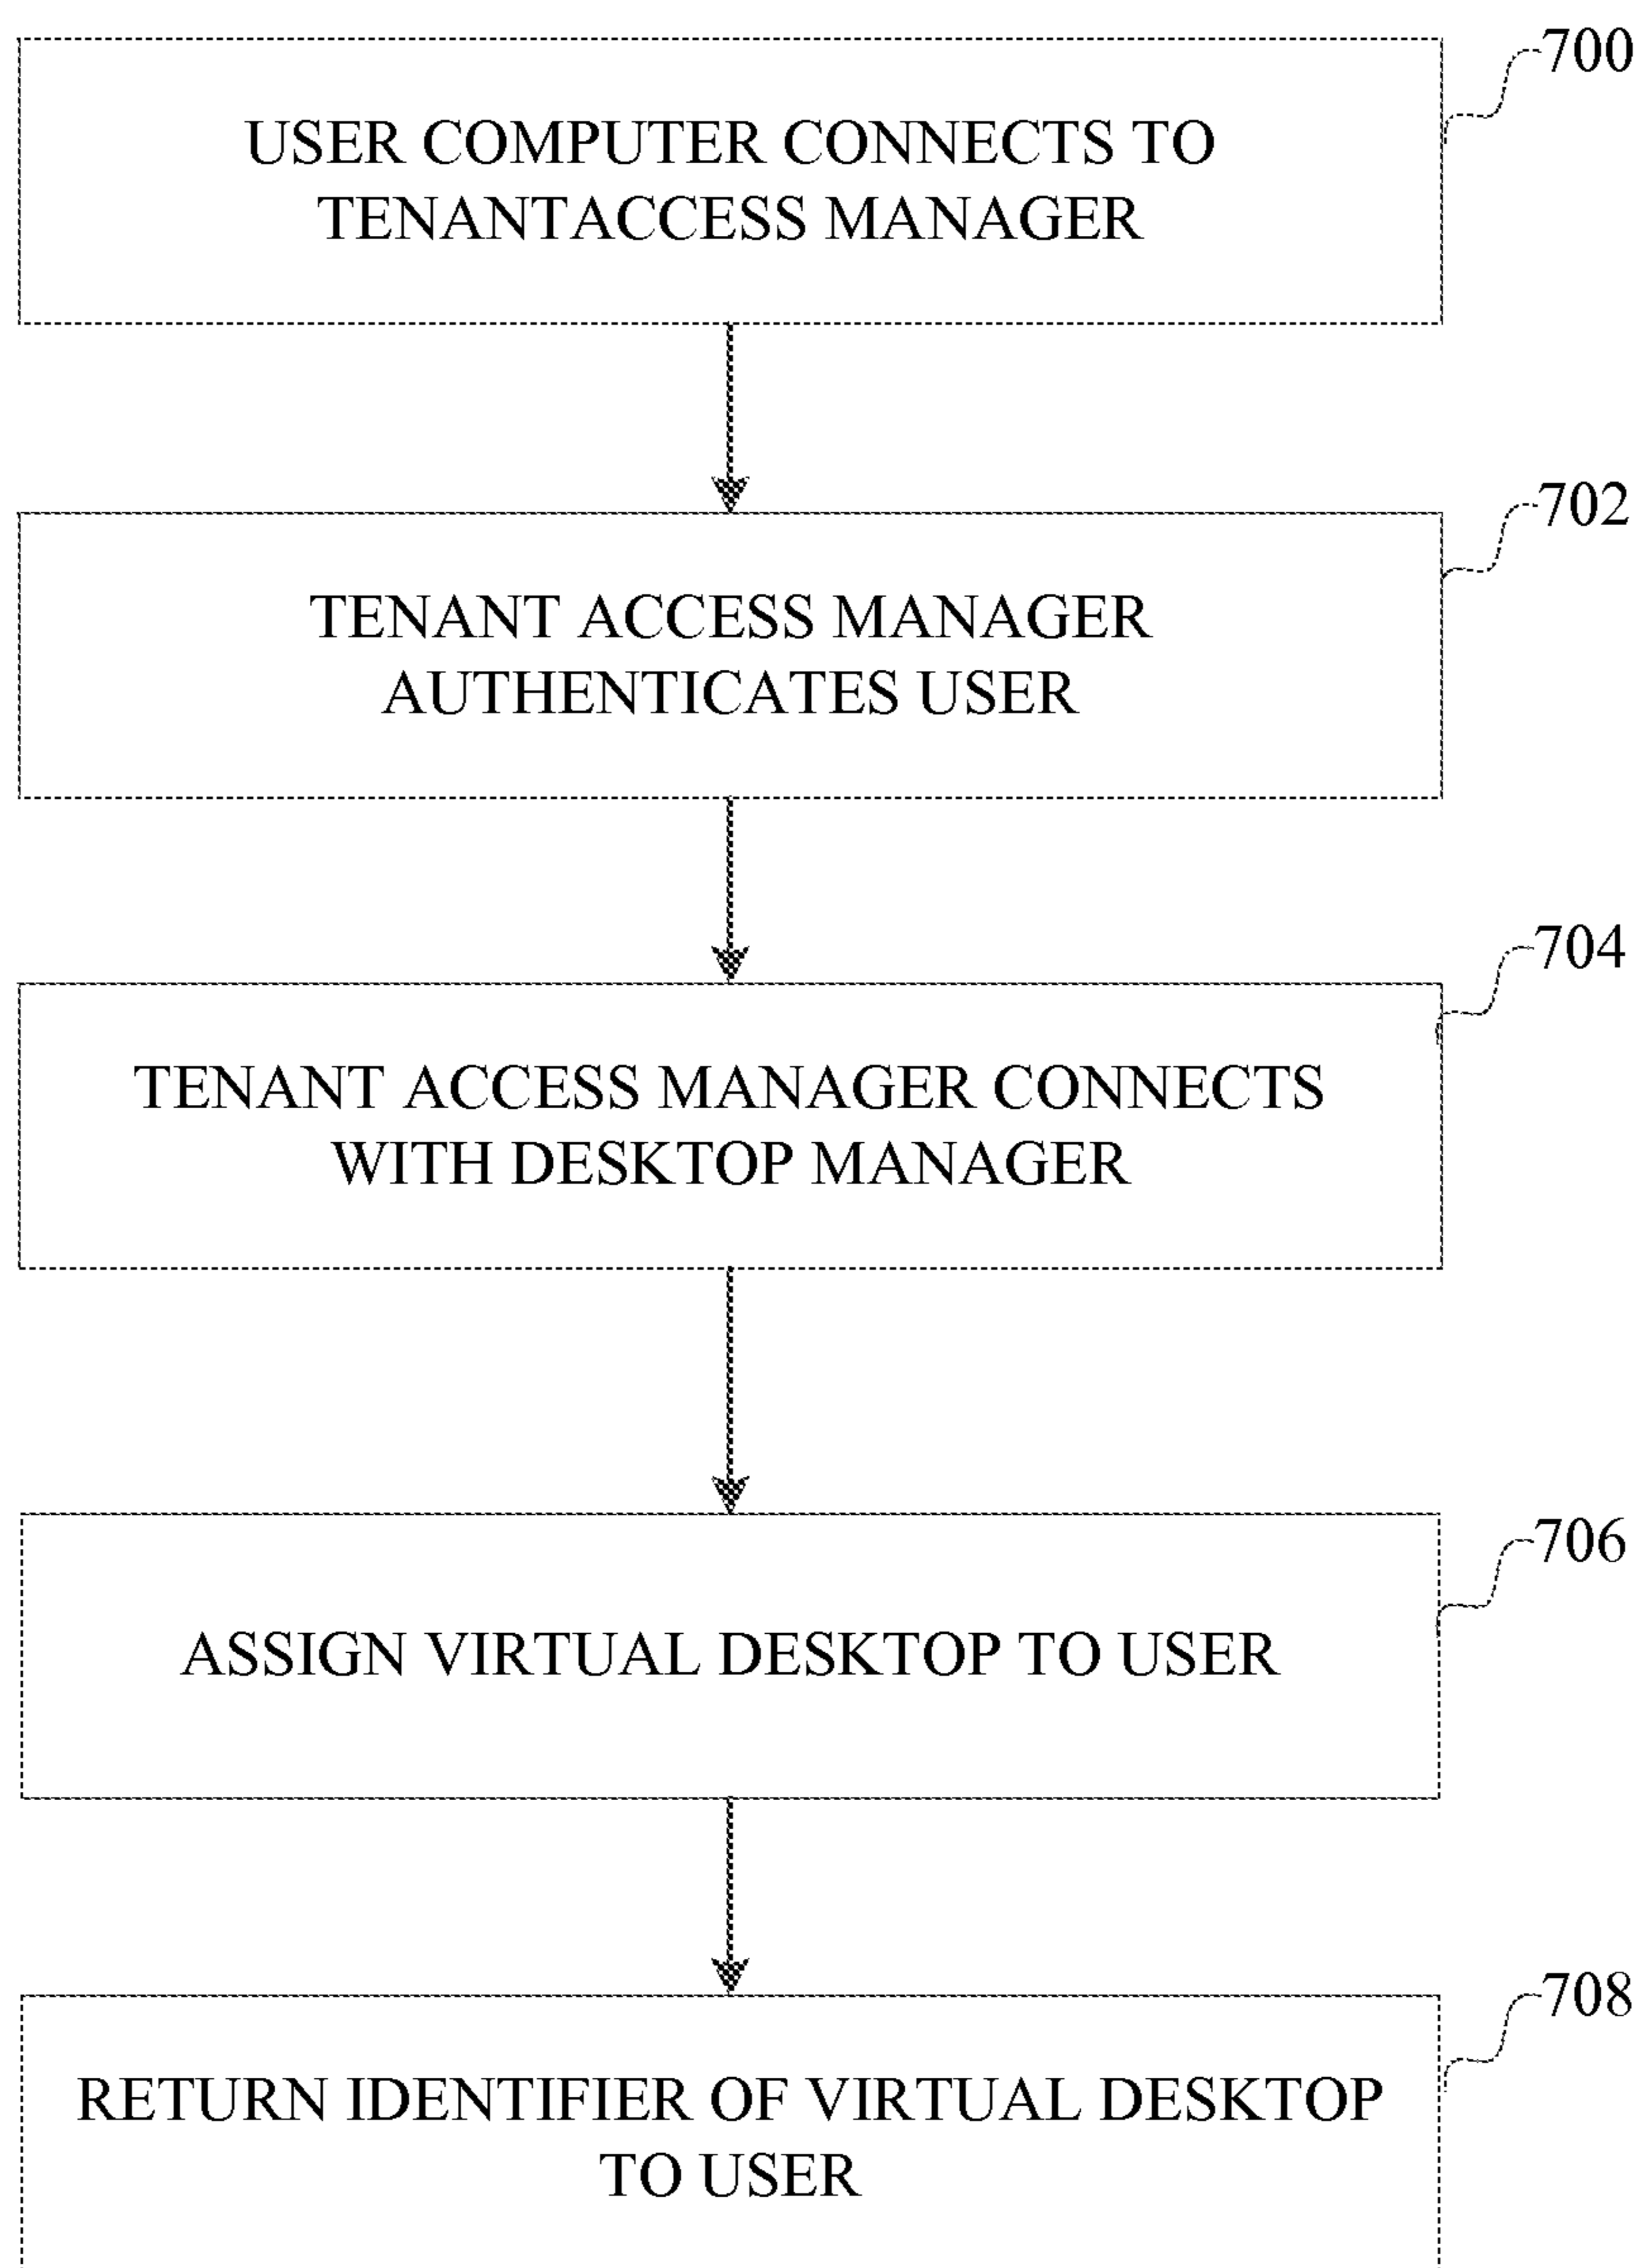 700
USER COMPUTER CONNECTS TO
TENANTACCESS MANAGER
702
TENANT ACCESS MANAGER
AUTHENTICATES USER
704
TENANT ACCESS MANAGER CONNECTS
WITH DESKTOP MANAGER
706
ASSIGN VIRTUAL DESKTOP TO USER
708
RETURN IDENTIFIER OF VIRTUAL DESKTOP
TO USER